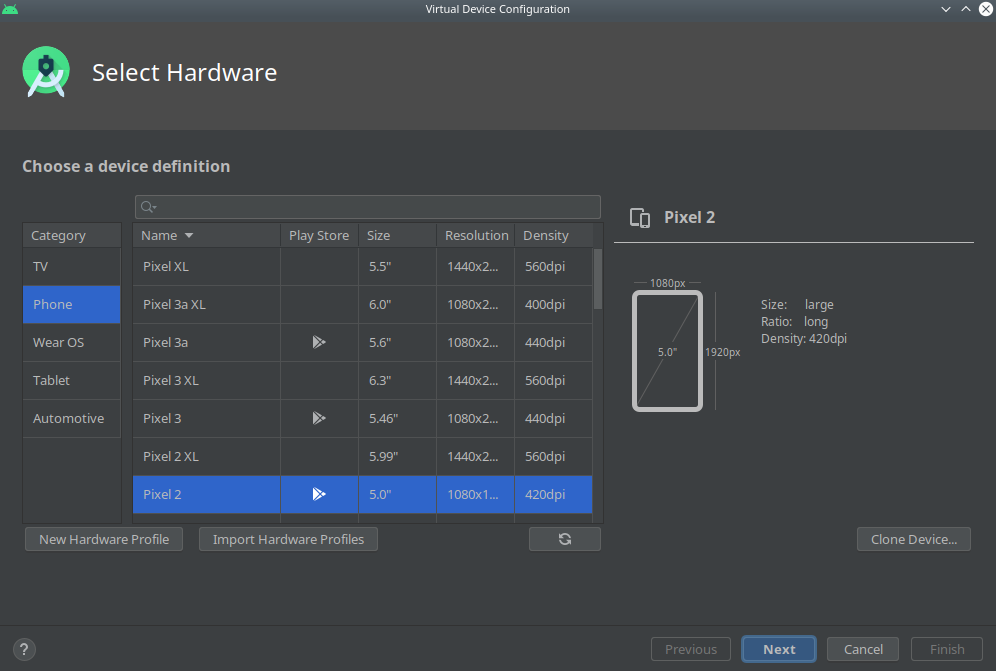 Virtual Device Configuration
Select Hardware
Choose a device definition
Category
TV
Phone
Wear OS
Tablet
Automotive
Name Play Store Size Resolution Density
Pixel XL 5.5" 1440x2... 560dpi
Pixel 3a XL 6.0" 1080x2... 400dpi
Pixel 3a 5.6" 1080x2... 440dpi
Pixel 3 XL 6.3" 1440x2... 560dpi
Pixel 3 5.46" 1080x2... 440dpi
Pixel 2 XL 5.99" 1440x2... 560dpi
Pixel 2 5.0" 1080x1... 420dpi
New Hardware Profile Import Hardware Profiles
Pixel 2
1080px
5.0" 1920px
Size: large
Ratio: long
Density: 420dpi
Clone Device...
? Previous Next Cancel Finish